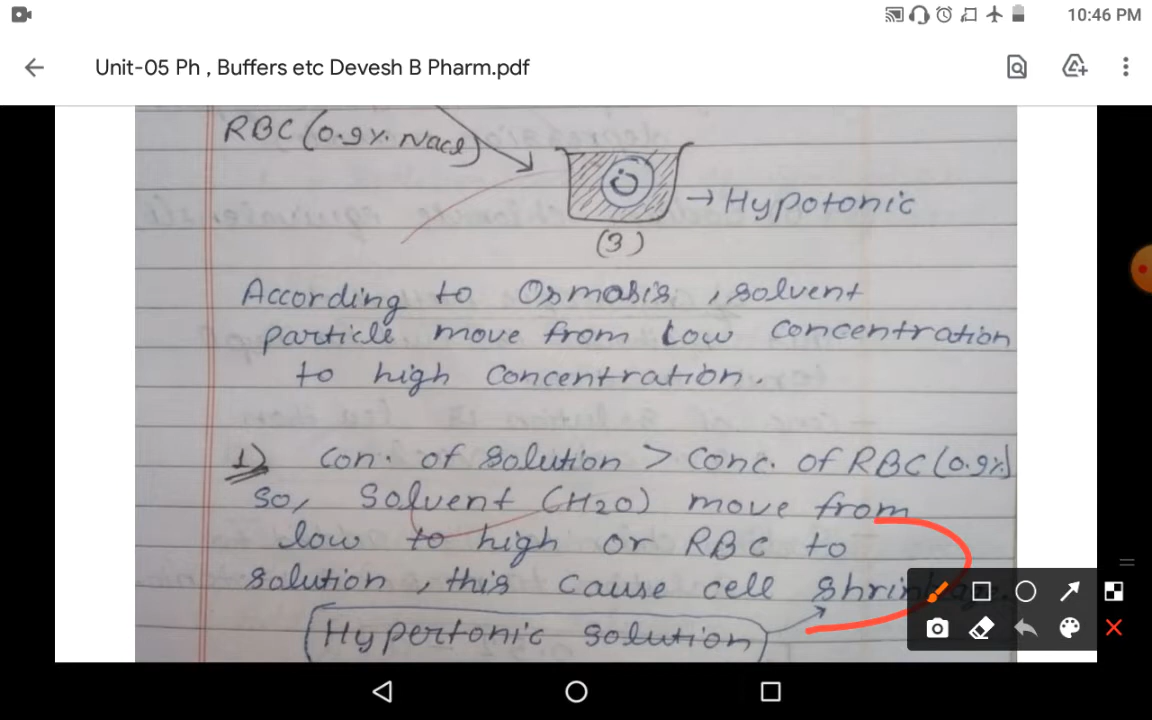 10:46 PM
Unit-05 Ph , Buffers etc Devesh B Pharm.pdf
RBC (0.9%. Nacl)
→ Hypotonic
(3)
According to Osmosis , solvent
particle move from Low concentration
to high Concentration.
1) Con. of solution > Conc. of RBC (0.9%)
so, Solvent (H2O) move from
low to high or RBC to
solution , this cause cell shrinkage.
Hypertonic solution